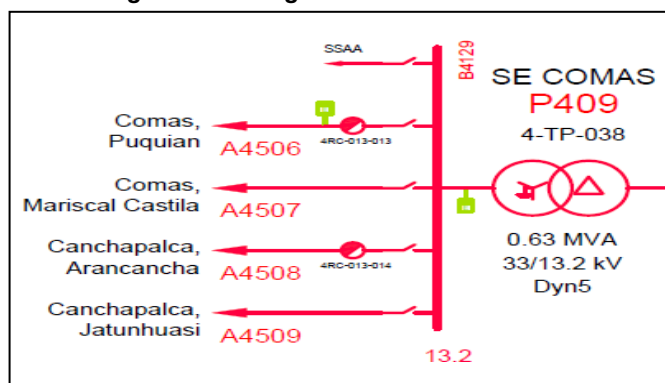 SSAA
B4129
SE COMAS
P409
4-TP-038
Comas,
Puquian
A4506
4RC-013-013
Comas,
Mariscal Castila
A4507
Canchapalca,
Arancancha
A4508
4RC-013-014
0.63 MVA
33/13.2 kV
Dyn5
Canchapalca,
Jatunhuasi
A4509
13.2